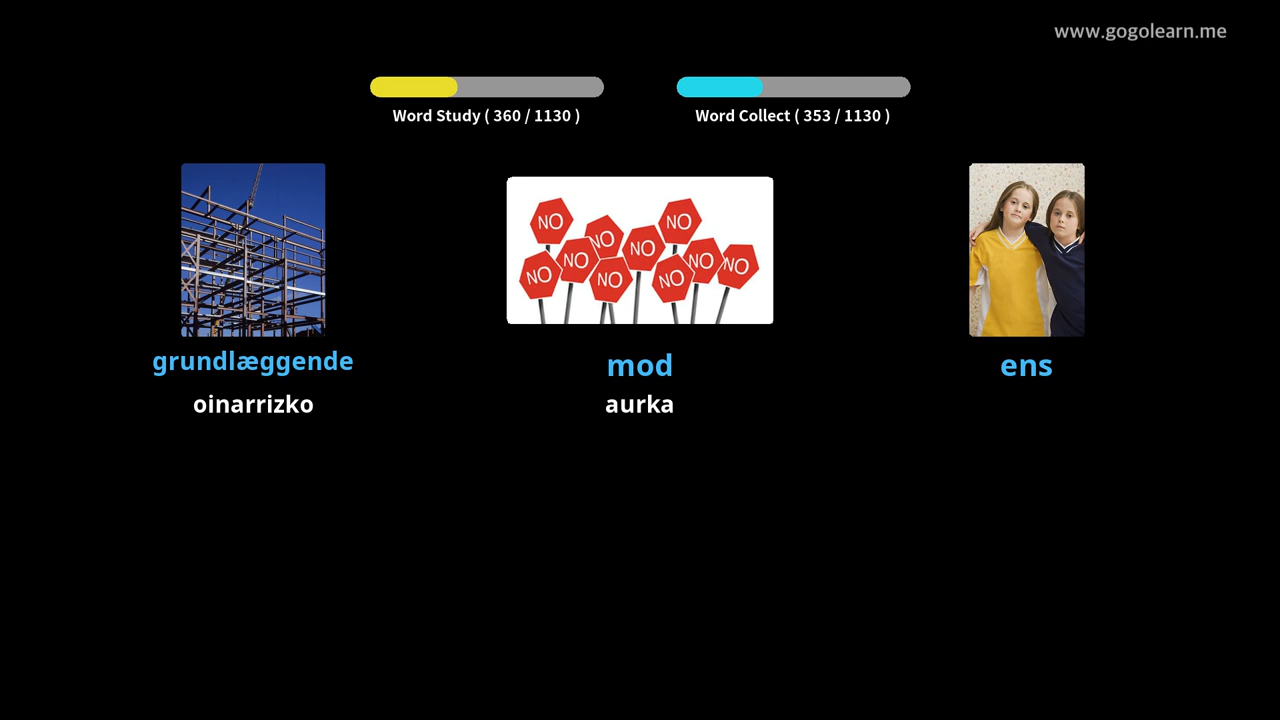 www.gogolearn.me
Word Study ( 360 / 1130 )
Word Collect ( 353 / 1130 )
NO
NO
NO
NO
NO
NO
NO
NO
NO
NO
grundlæggende
mod
ens
oinarrizko
aurka